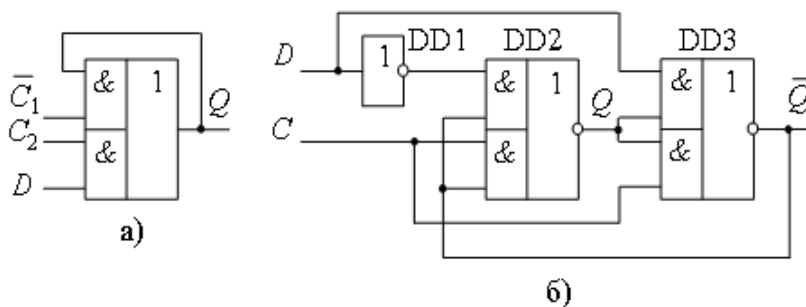 & 1
C̄₁
C₂
Q
&
D
а)
D
1
DD1
DD2
& 1
Q
C
&
DD3
& 1
Q̄
&
б)